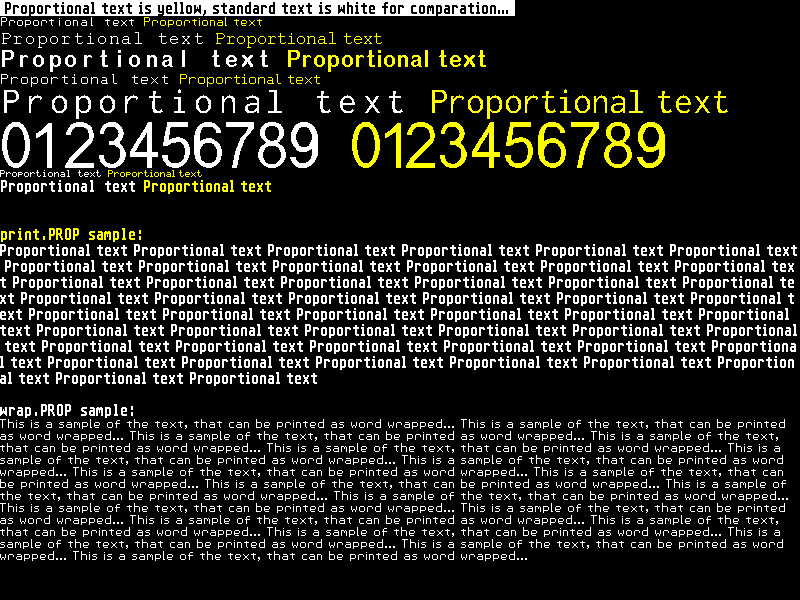 Proportional text is yellow, standard text is white for comparation...
Proportional text Proportional text
Proportional text Proportional text
Proportional text Proportional text
Proportional text Proportional text
Proportional text Proportional text
0123456789 0123456789
Proportional text Proportional text
Proportional text Proportional text
print.PROP sample:
Proportional text Proportional text Proportional text Proportional text Proportional text Proportional text
Proportional text Proportional text Proportional text Proportional text Proportional text Proportional tex
t Proportional text Proportional text Proportional text Proportional text Proportional text Proportional te
xt Proportional text Proportional text Proportional text Proportional text Proportional text Proportional t
ext Proportional text Proportional text Proportional text Proportional text Proportional text Proportional
text Proportional text Proportional text Proportional text Proportional text Proportional text Proportional
text Proportional text Proportional text Proportional text Proportional text Proportional text Proportiona
l text Proportional text Proportional text Proportional text Proportional text Proportional text Proportion
al text Proportional text Proportional text
wrap.PROP sample:
This is a sample of the text, that can be printed as word wrapped... This is a sample of the text, that can be printed
as word wrapped... This is a sample of the text, that can be printed as word wrapped... This is a sample of the text,
that can be printed as word wrapped... This is a sample of the text, that can be printed as word wrapped... This is a
sample of the text, that can be printed as word wrapped... This is a sample of the text, that can be printed as word
wrapped... This is a sample of the text, that can be printed as word wrapped... This is a sample of the text, that can
be printed as word wrapped... This is a sample of the text, that can be printed as word wrapped... This is a sample of
the text, that can be printed as word wrapped... This is a sample of the text, that can be printed as word wrapped...
This is a sample of the text, that can be printed as word wrapped... This is a sample of the text, that can be printed
as word wrapped... This is a sample of the text, that can be printed as word wrapped... This is a sample of the text,
that can be printed as word wrapped... This is a sample of the text, that can be printed as word wrapped... This is a
sample of the text, that can be printed as word wrapped... This is a sample of the text, that can be printed as word
wrapped... This is a sample of the text, that can be printed as word wrapped...